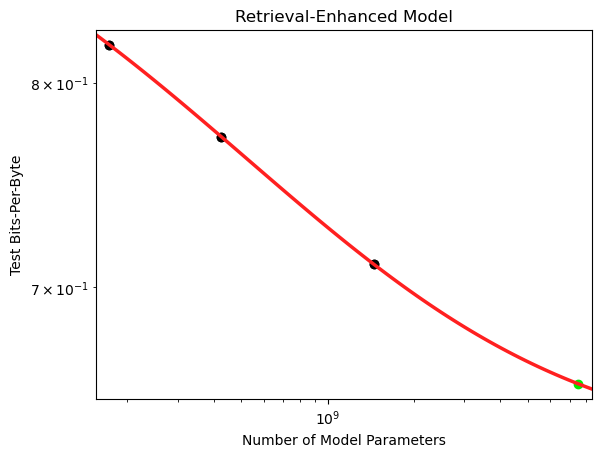 Retrieval-Enhanced Model
8 × 10⁻¹
7 × 10⁻¹
Test Bits-Per-Byte
10⁹
Number of Model Parameters